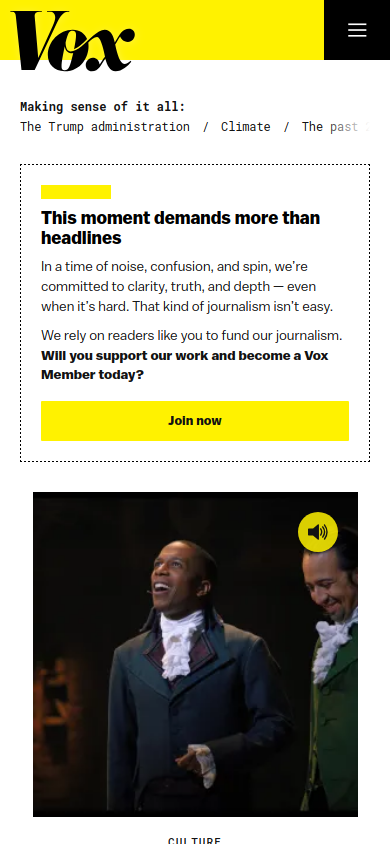 Vox
Making sense of it all:
The Trump administration / Climate / The past
This moment demands more than
headlines
In a time of noise, confusion, and spin, we’re
committed to clarity, truth, and depth — even
when it’s hard. That kind of journalism isn’t easy.
We rely on readers like you to fund our journalism.
Will you support our work and become a Vox
Member today?
Join now
CULTURE